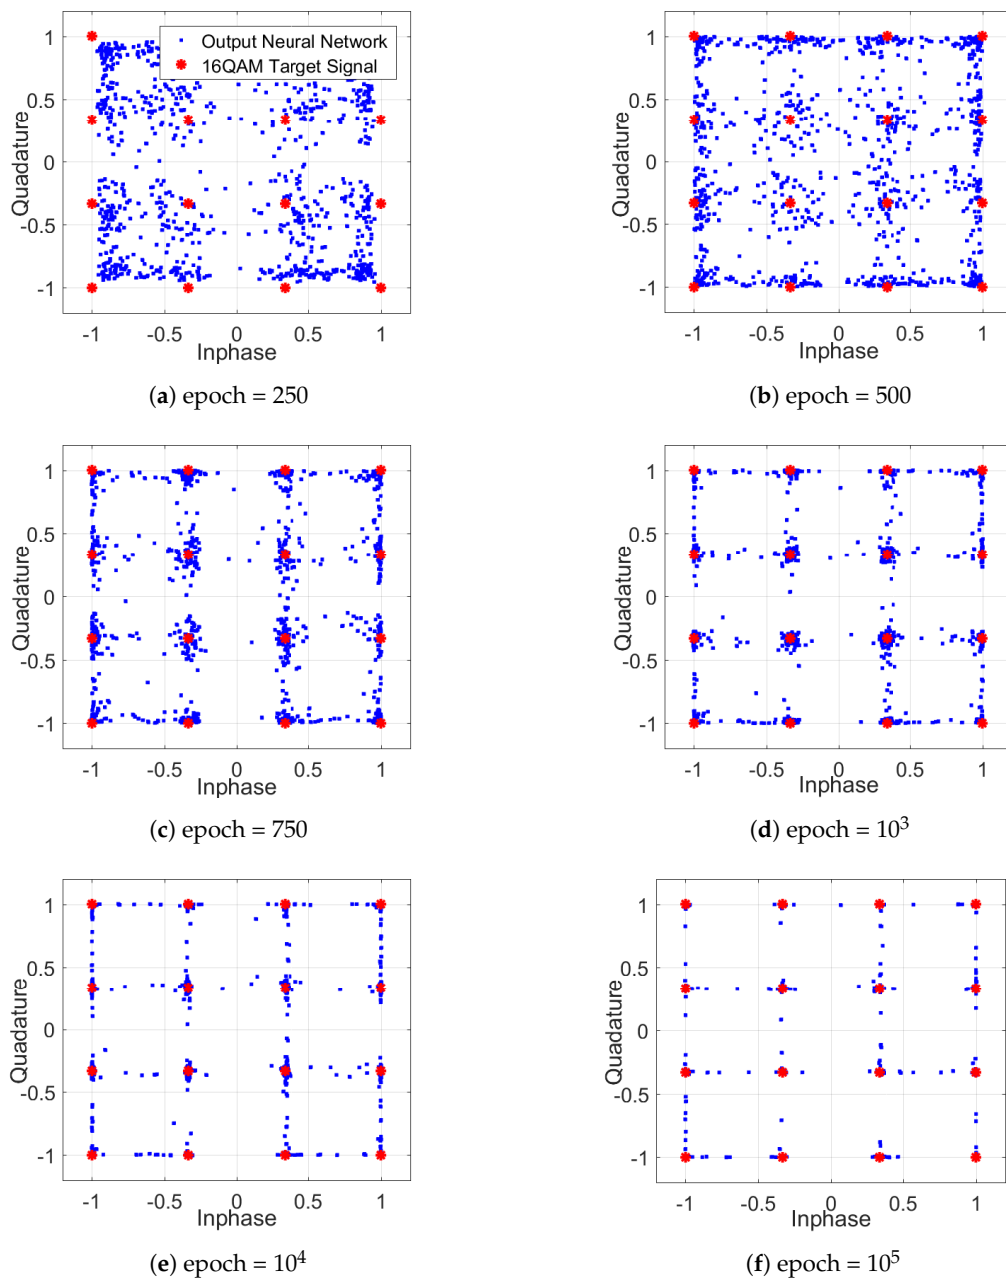 1
0.5
0
-0.5
-1
Quadature
Output Neural Network
16QAM Target Signal
-1 -0.5 0 0.5 1
Inphase
(a) epoch = 250
1
0.5
0
-0.5
-1
Quadature
-1 -0.5 0 0.5 1
Inphase
(b) epoch = 500
1
0.5
0
-0.5
-1
Quadature
-1 -0.5 0 0.5 1
Inphase
(c) epoch = 750
1
0.5
0
-0.5
-1
Quadature
-1 -0.5 0 0.5 1
Inphase
(d) epoch = 10³
1
0.5
0
-0.5
-1
Quadature
-1 -0.5 0 0.5 1
Inphase
(e) epoch = 10⁴
1
0.5
0
-0.5
-1
Quadature
-1 -0.5 0 0.5 1
Inphase
(f) epoch = 10⁵